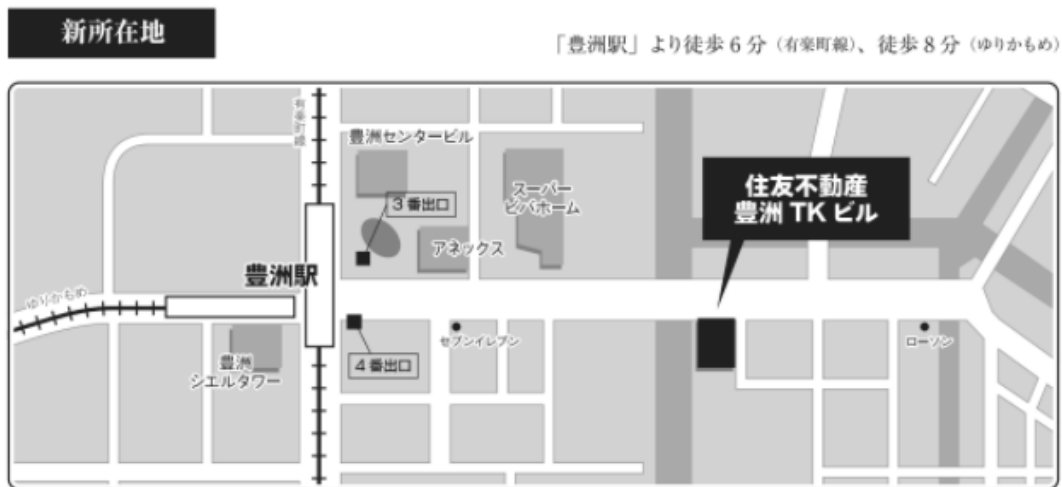 新所在地
「豊洲駅」より徒歩6分（有楽町線）、徒歩8分（ゆりかもめ）
有楽町線
豊洲センタービル
スーパー
ビバホーム
3番出口
アネックス
住友不動産
豊洲 TK ビル
豊洲駅
ゆりかもめ
セブンイレブン
ローソン
4番出口
豊洲
シエルタワー